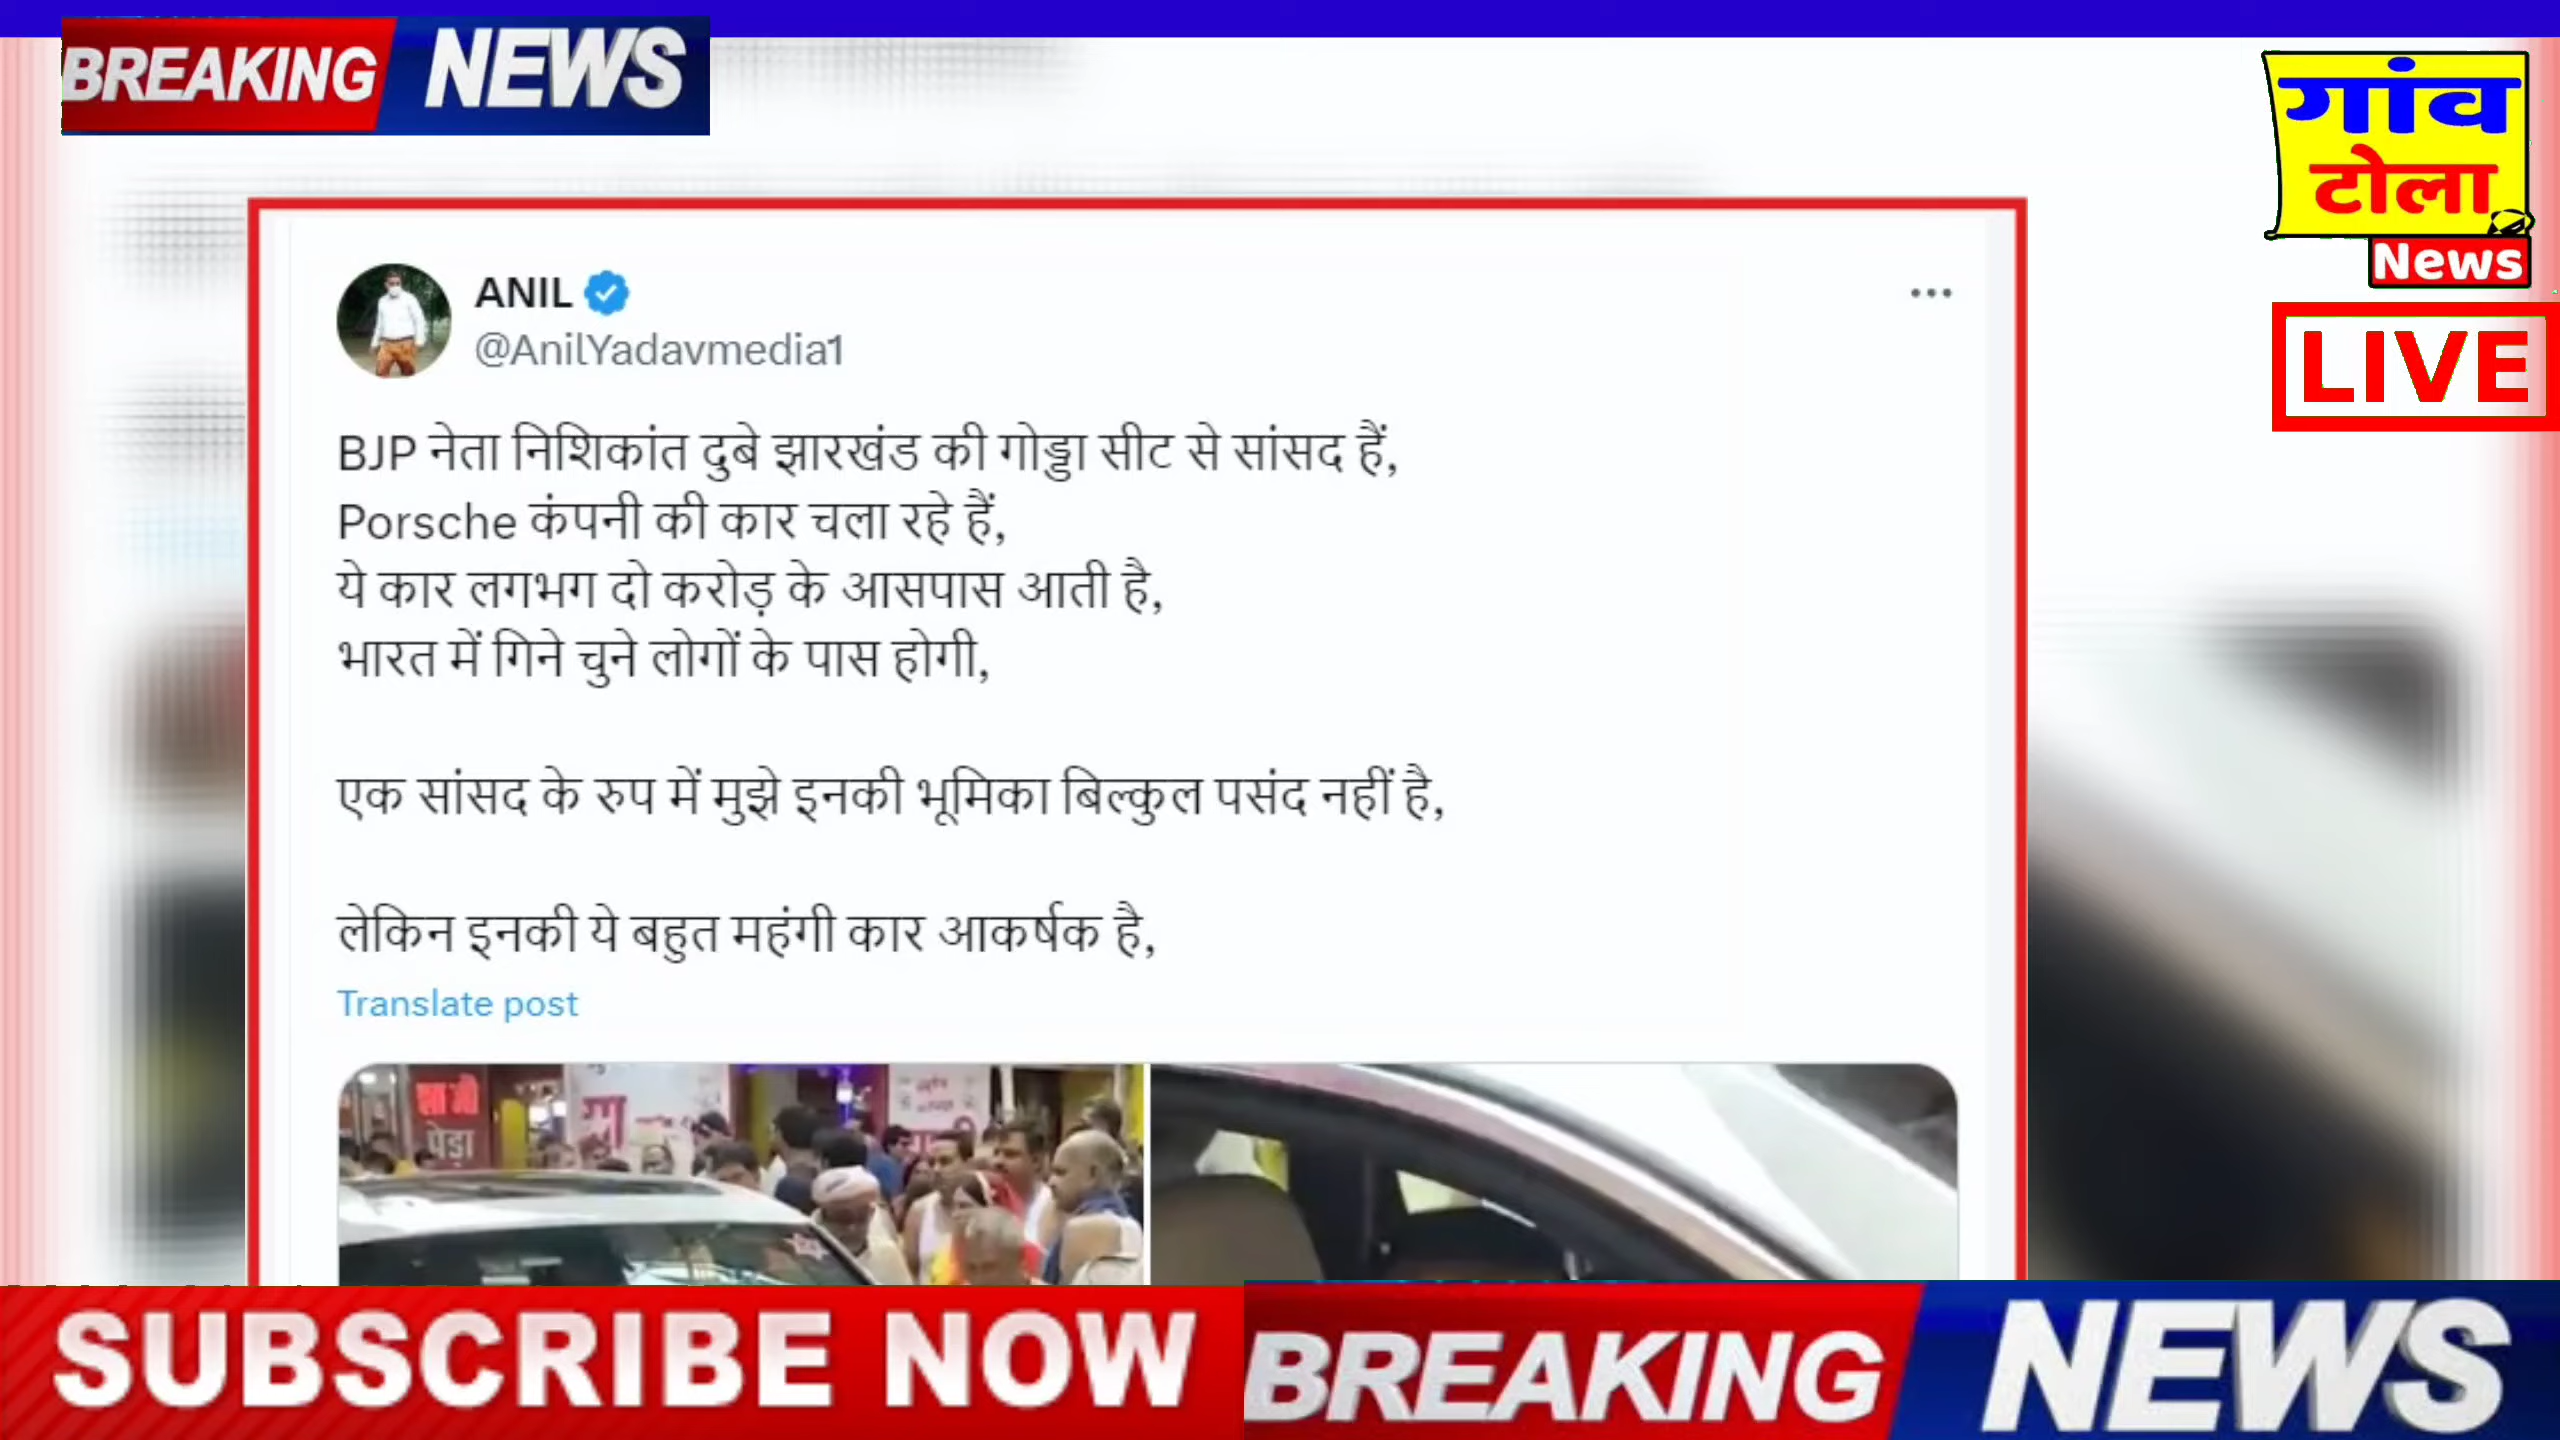 BREAKING NEWS
गांव
टोला
News
LIVE
ANIL
@AnilYadavmedia1
BJP नेता निशिकांत दुबे झारखंड की गोड्डा सीट से सांसद हैं,
Porsche कंपनी की कार चला रहे हैं,
ये कार लगभग दो करोड़ के आसपास आती है,
भारत में गिने चुने लोगों के पास होगी,
एक सांसद के रुप में मुझे इनकी भूमिका बिल्कुल पसंद नहीं है,
लेकिन इनकी ये बहुत महंगी कार आकर्षक है,
Translate post
पेड़ा
SUBSCRIBE NOW
BREAKING NEWS